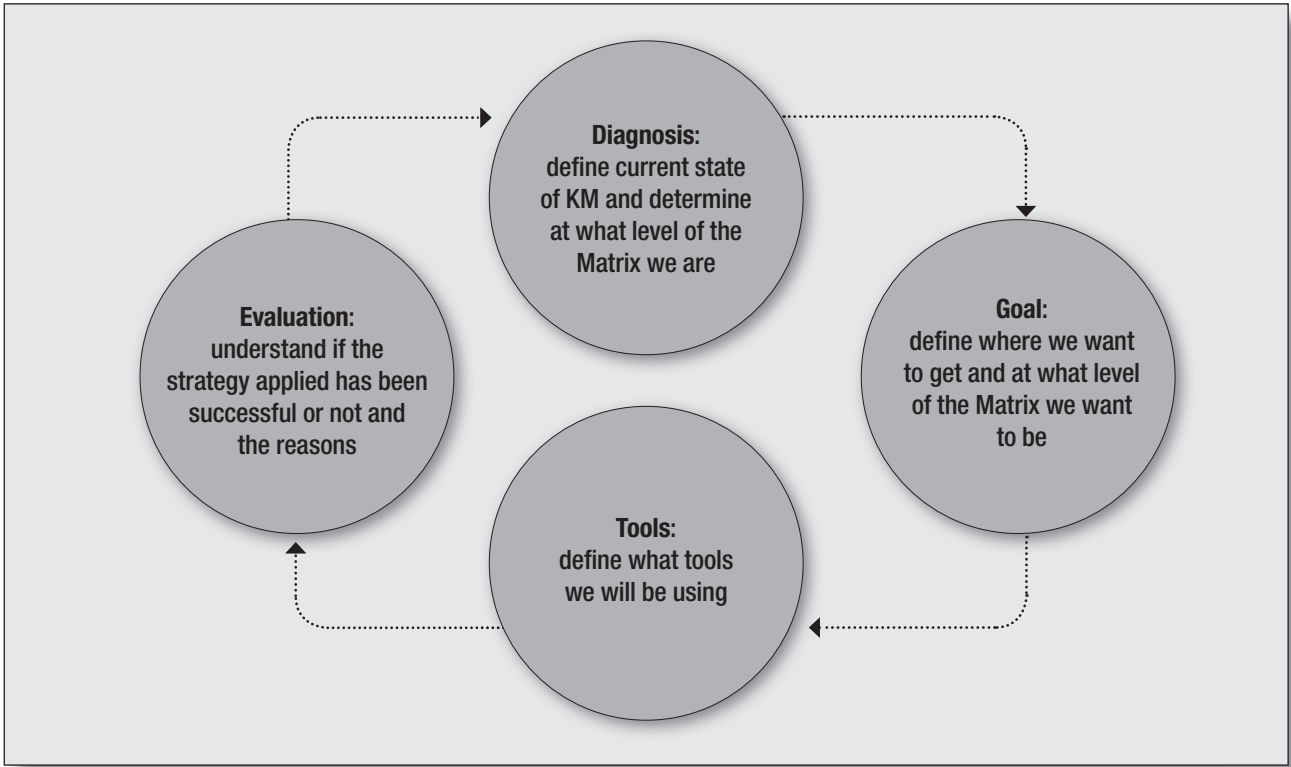 Diagnosis:
define current state
of KM and determine
at what level of the
Matrix we are
Goal:
define where we want
to get and at what level
of the Matrix we want
to be
Tools:
define what tools
we will be using
Evaluation:
understand if the
strategy applied has been
successful or not and
the reasons